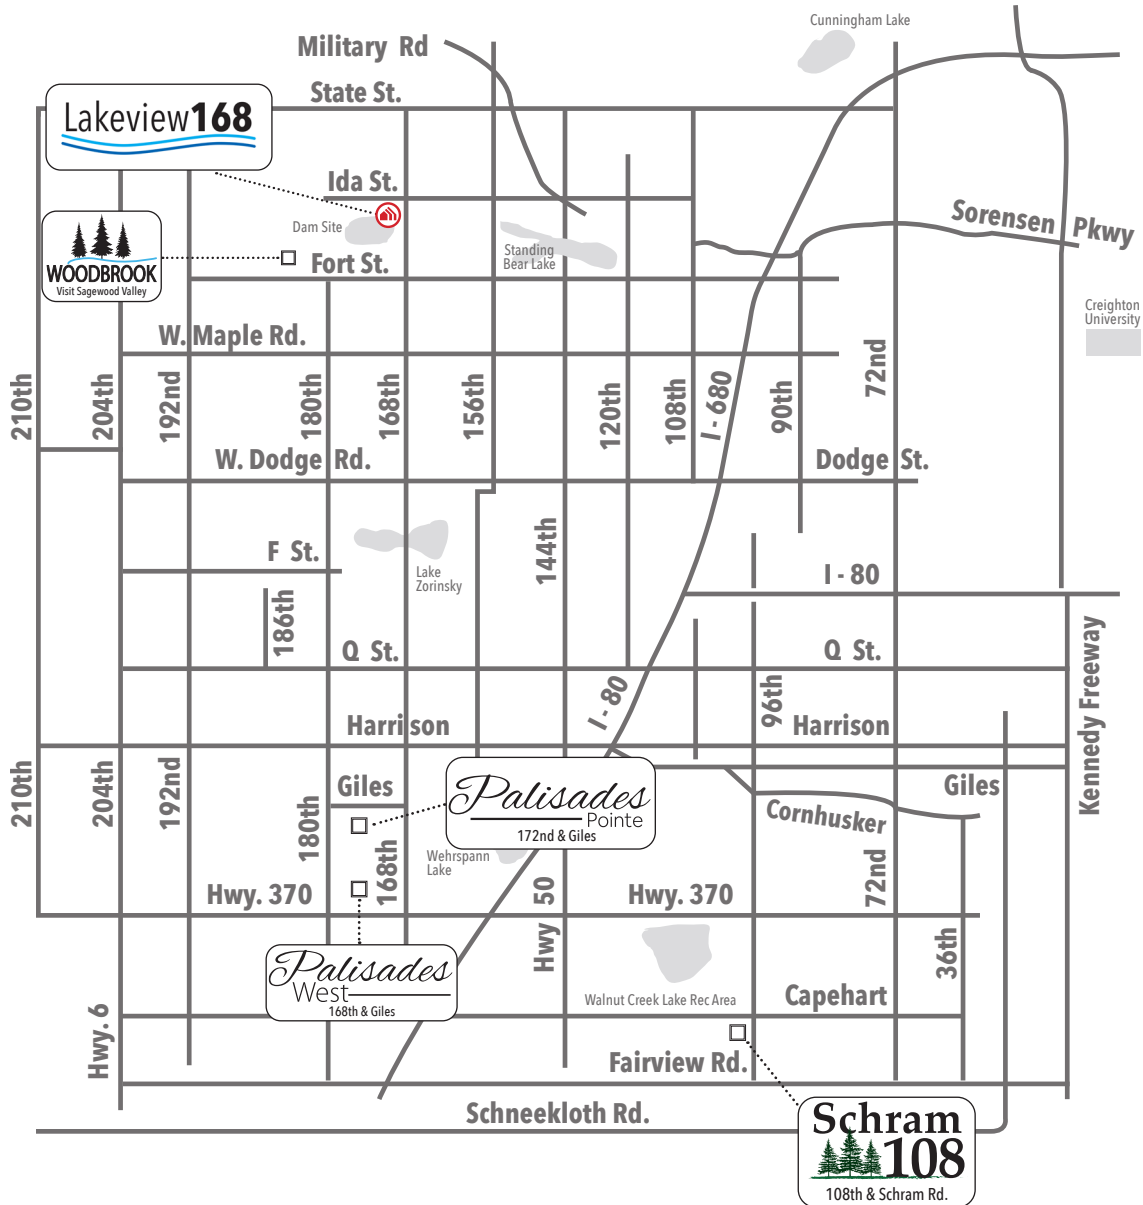 Cunningham Lake
Military Rd
State St.
Lakeview168
Ida St.
Dam Site
Sorensen Pkwy
WOODBROOK
Visit Sagewood Valley
Standing
Bear Lake
Fort St.
Creighton
University
W. Maple Rd.
210th
204th
192nd
180th
168th
156th
120th
108th
I - 680
90th
72nd
W. Dodge Rd.
Dodge St.
F St.
Lake
Zorinsky
144th
I - 80
186th
Q St.
Q St.
I - 80
96th
Kennedy Freeway
Harrison
Harrison
210th
204th
192nd
180th
Giles
Palisades
Pointe
172nd & Giles
Giles
Cornhusker
168th
Wehrspann
Lake
72nd
Hwy. 370
Hwy 50
Hwy. 370
36th
Palisades
West
168th & Giles
Walnut Creek Lake Rec Area
Capehart
Hwy. 6
Fairview Rd.
Schneekloth Rd.
Schram
108
108th & Schram Rd.